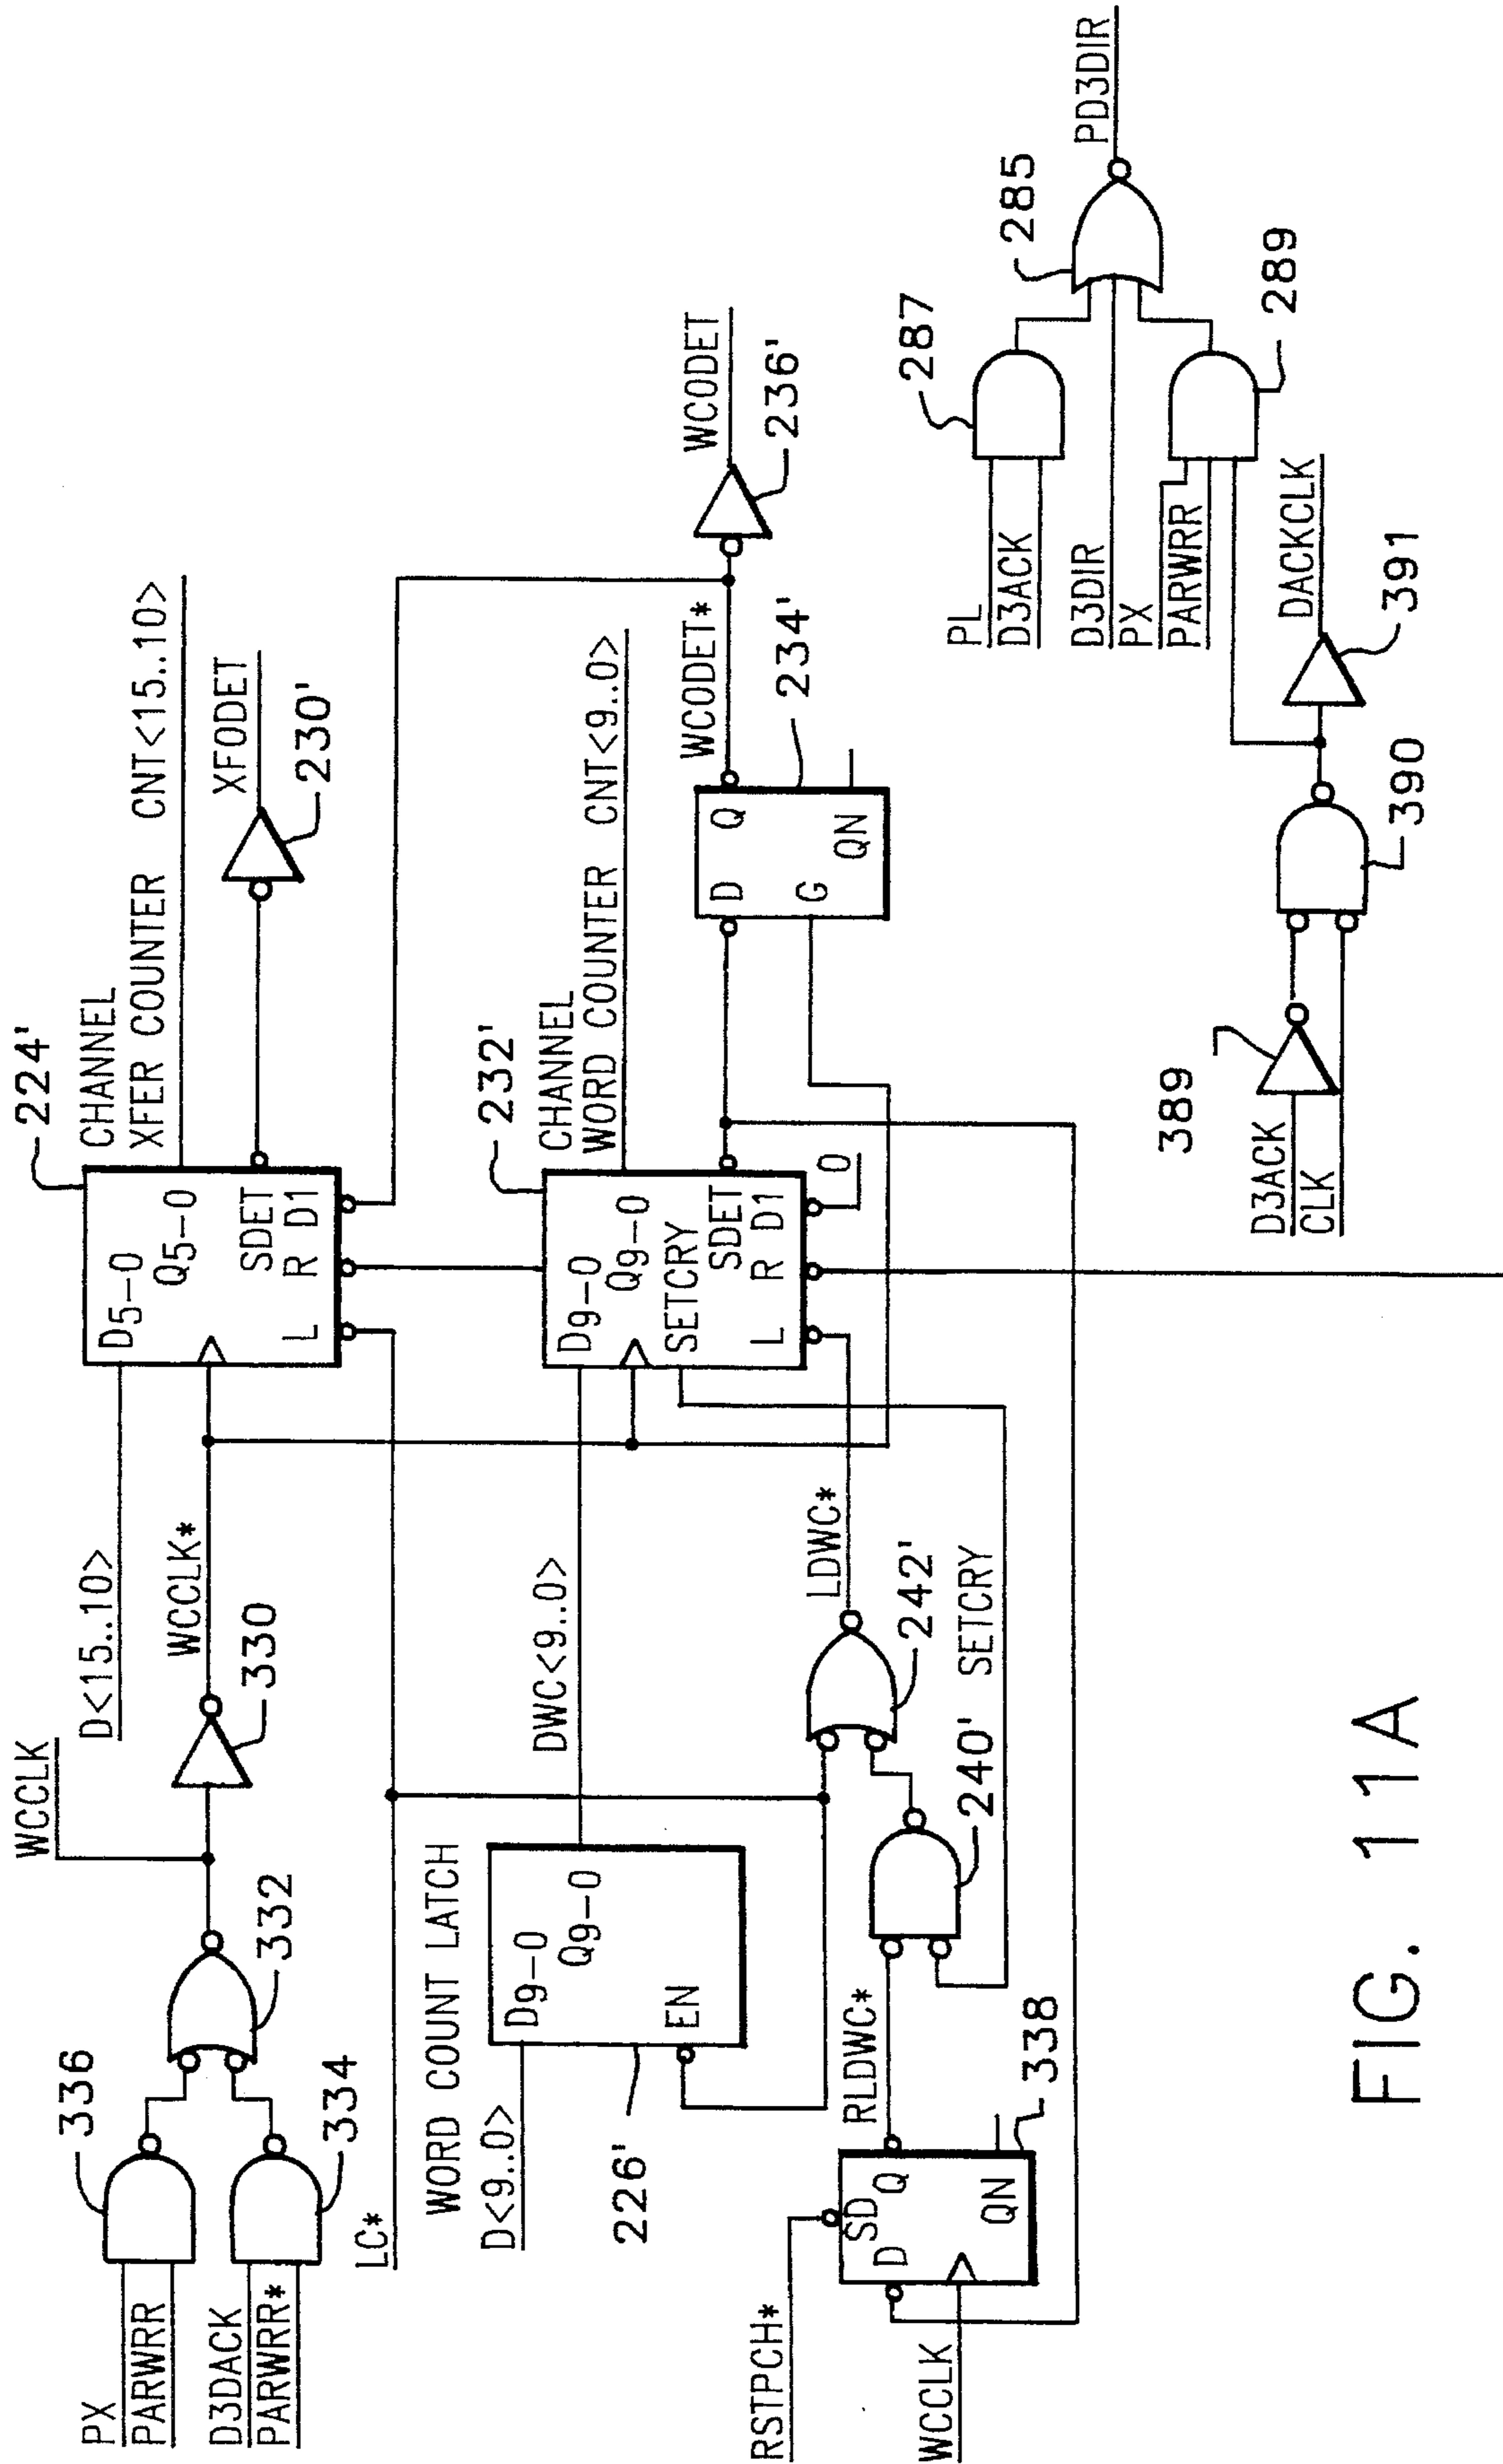 224'
CHANNEL
XFER COUNTER CNT<15..10>
D<15..10>
D5-0
Q5-0
SDET
L R D1
XFODET
230'
WCCLK
WCCLK*
330
332
336
334
PX
PARWRR
D3DACK
PARWRR*
LC*
232'
CHANNEL
WORD COUNTER CNT<9..0>
D9-0
Q9-0
SETCRY
SDET
L R D1
0
DWC<9..0>
WORD COUNT LATCH
D<9..0>
D9-0
Q9-0
EN
226'
WCODET*
WCODET
236'
D Q
G
QN
234'
LDWC*
242'
240'
SETCRY
RLDWC*
338
RSTPCH*
SD
D Q
QN
WCCLK
PL
D3ACK
D3DIR
PX
PARWRR
287
285
289
PD3DIR
D3ACK
CLK
389
390
391
DACKCLK
FIG. 11A